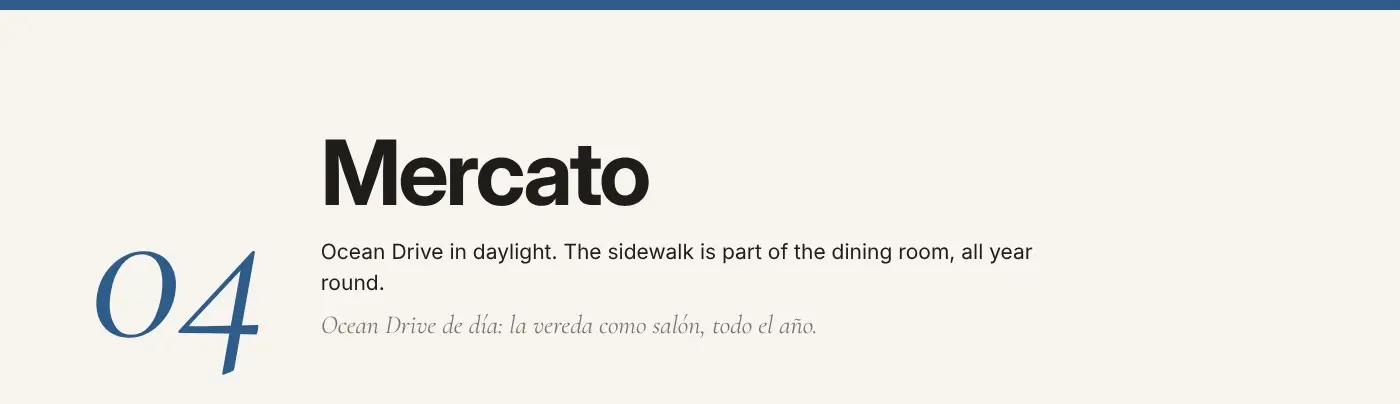 Mercato
04
Ocean Drive in daylight. The sidewalk is part of the dining room, all year
round.
Ocean Drive de día: la vereda como salón, todo el año.